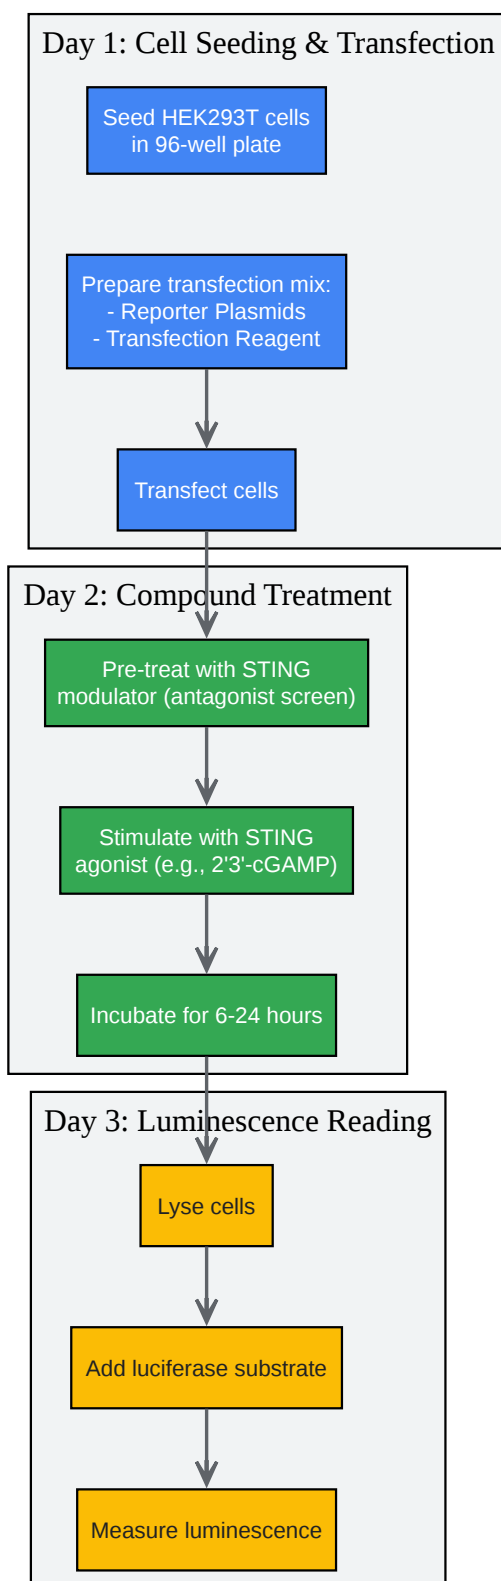 Day 1: Cell Seeding & Transfection
Seed HEK293T cells
in 96-well plate
Prepare transfection mix:
- Reporter Plasmids
- Transfection Reagent
Transfect cells
Day 2: Compound Treatment
Pre-treat with STING
modulator (antagonist screen)
Stimulate with STING
agonist (e.g., 2'3'-cGAMP)
Incubate for 6-24 hours
Day 3: Luminescence Reading
Lyse cells
Add luciferase substrate
Measure luminescence